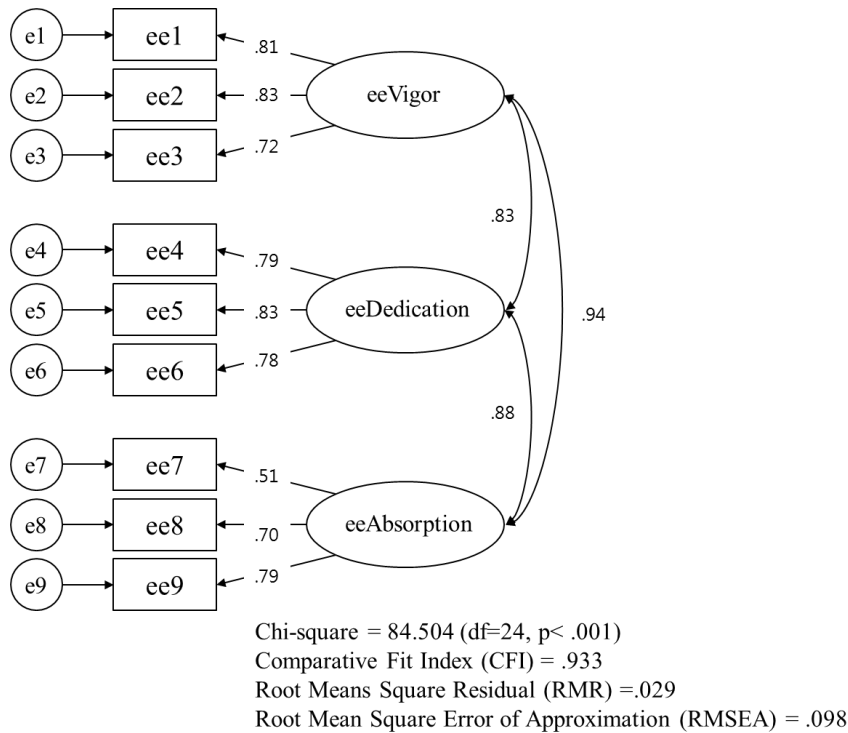 e1 ee1 .81
e2 ee2 .83 eeVigor
e3 ee3 .72
.83
e4 ee4 .79
e5 ee5 .83 eeDedication .94
e6 ee6 .78
.88
e7 ee7 .51
e8 ee8 .70 eeAbsorption
e9 ee9 .79
Chi-square = 84.504 (df=24, p< .001)
Comparative Fit Index (CFI) = .933
Root Means Square Residual (RMR) =.029
Root Mean Square Error of Approximation (RMSEA) = .098